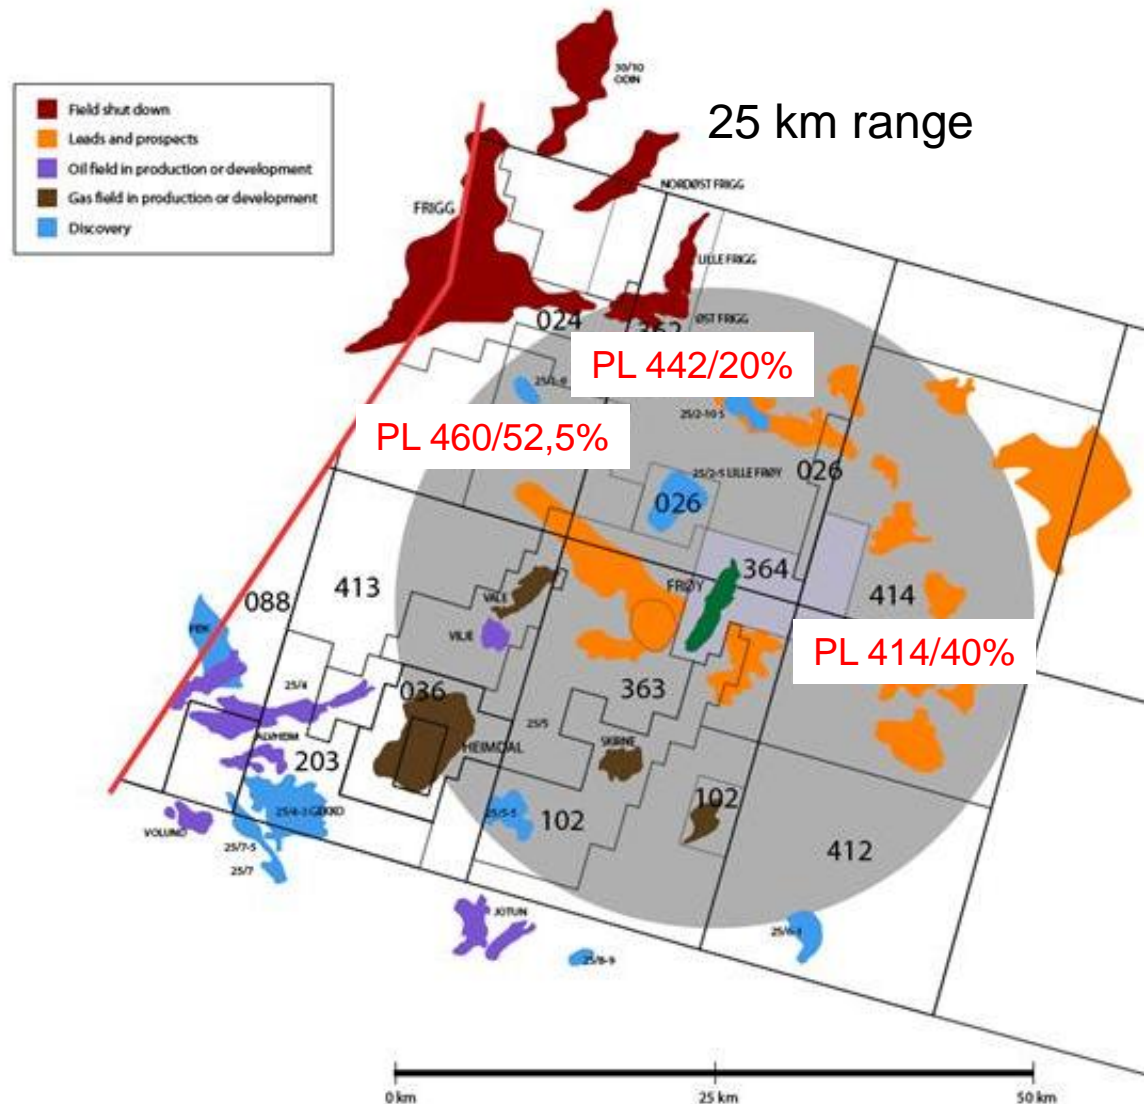 30/10
ODIN
25 km range
Field shut down
Leads and prospects
Oil field in production or development
Gas field in production or development
Discovery
NORDØST FRIGG
FRIGG
LILLE FRIGG
ØST FRIGG
024
PL 442/20%
25/2-10 S
PL 460/52,5%
25/2-5 LILLE FRØY
026
026
FRØY
364
VALE
413
088
414
VILJE
PL 414/40%
25/4
036
363
25/5
HEIMDAL
SKIRNE
ALVHEIM
203
102
25/4-3 GEKKO
25/5-5
102
VOLUND
25/7-5
412
25/7
JOTUN
25/8-9
0 km
25 km
50 km